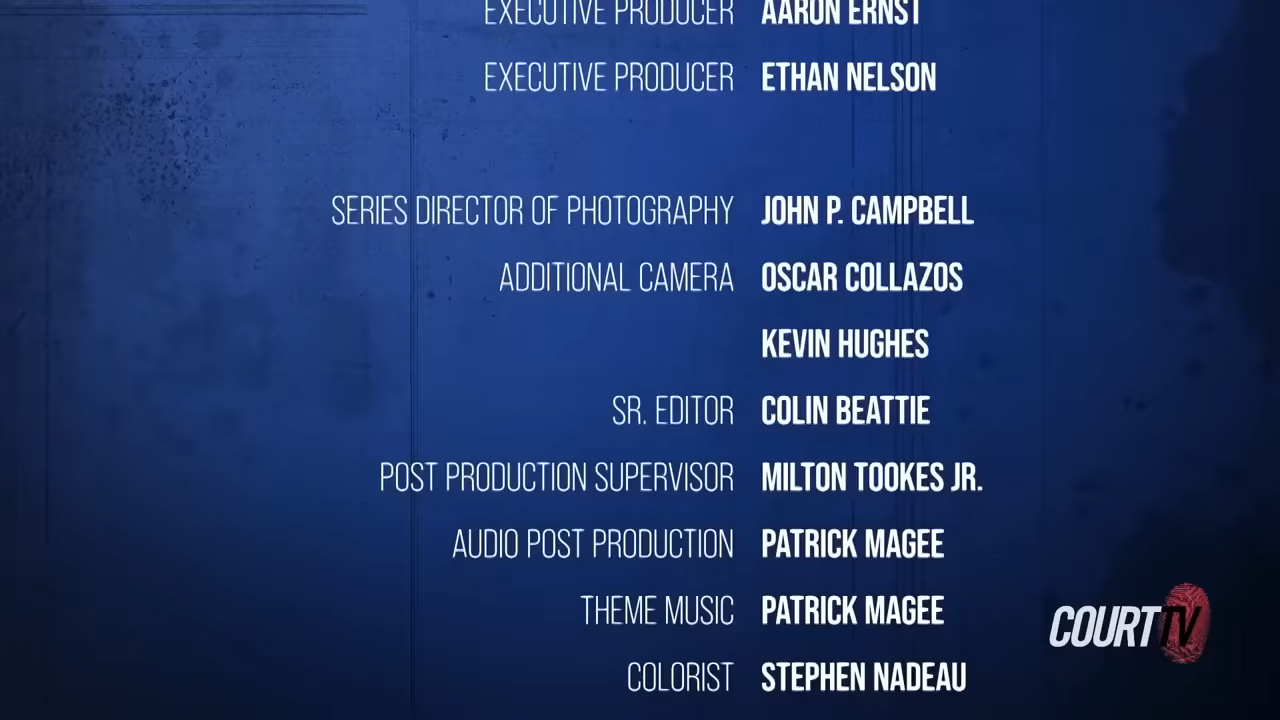 EXECUTIVE PRODUCER AARON ERNST
EXECUTIVE PRODUCER ETHAN NELSON
SERIES DIRECTOR OF PHOTOGRAPHY JOHN P. CAMPBELL
ADDITIONAL CAMERA OSCAR COLLAZOS
KEVIN HUGHES
SR. EDITOR COLIN BEATTIE
POST PRODUCTION SUPERVISOR MILTON TOOKES JR.
AUDIO POST PRODUCTION PATRICK MAGEE
THEME MUSIC PATRICK MAGEE
COURT TV
COLORIST STEPHEN NADEAU